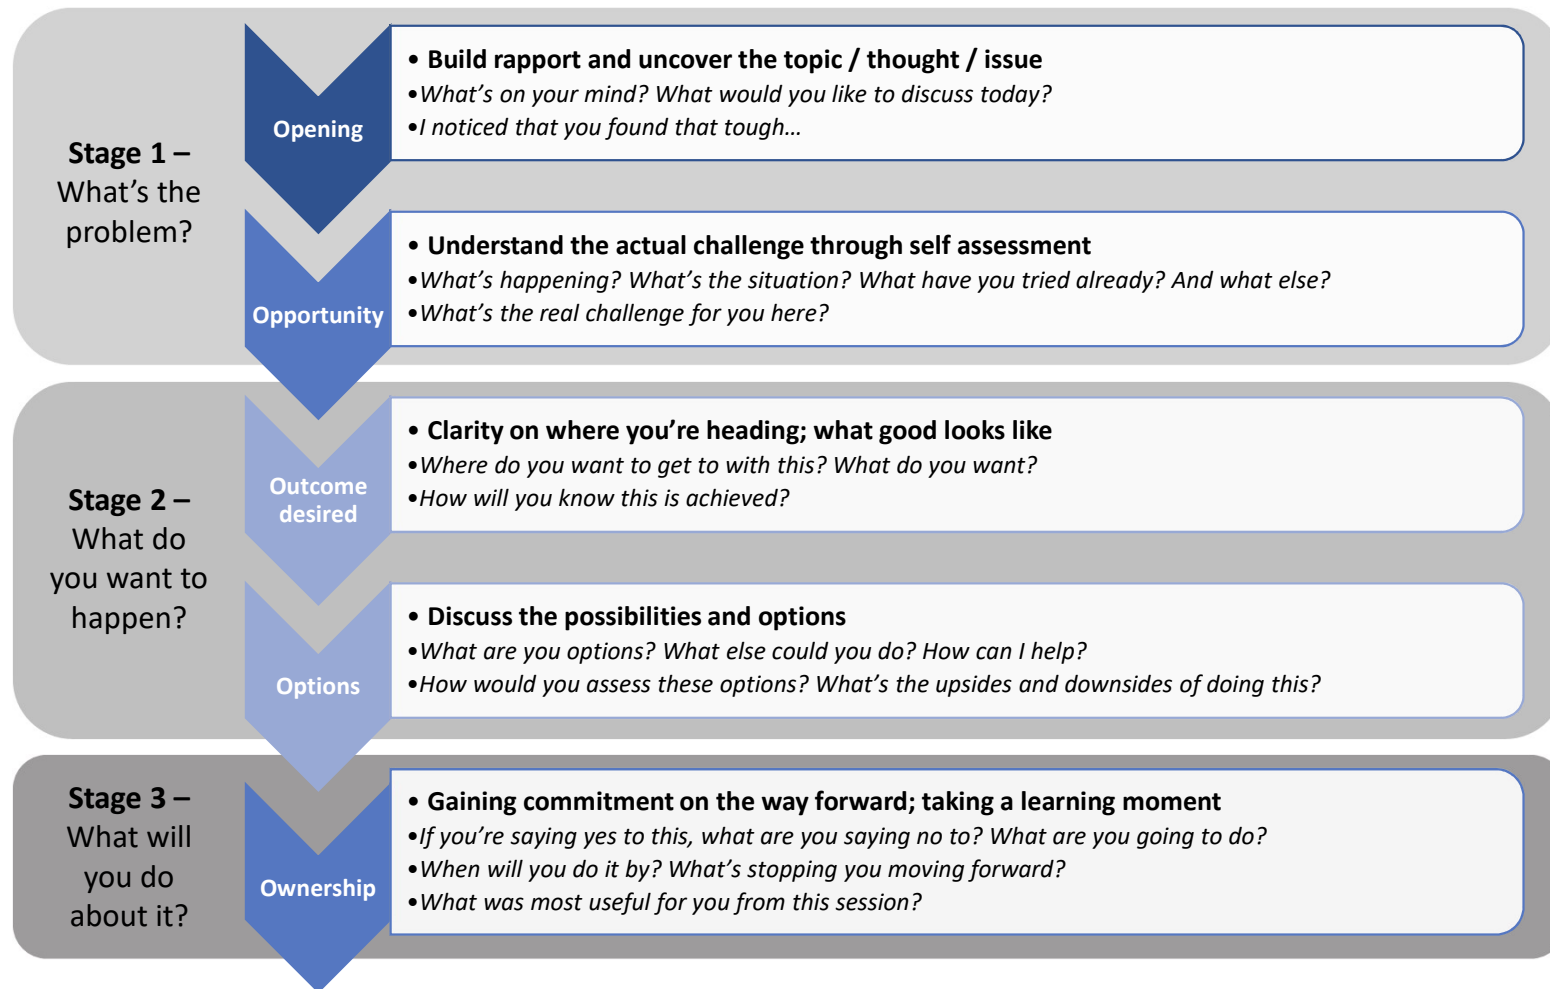 Stage 1 –
What’s the
problem?
Opening
• Build rapport and uncover the topic / thought / issue
•What’s on your mind? What would you like to discuss today?
•I noticed that you found that tough…
Opportunity
• Understand the actual challenge through self assessment
•What’s happening? What’s the situation? What have you tried already? And what else?
•What’s the real challenge for you here?
Stage 2 –
What do
you want to
happen?
Outcome
desired
• Clarity on where you’re heading; what good looks like
•Where do you want to get to with this? What do you want?
•How will you know this is achieved?
Options
• Discuss the possibilities and options
•What are you options? What else could you do? How can I help?
•How would you assess these options? What’s the upsides and downsides of doing this?
Stage 3 –
What will
you do
about it?
Ownership
• Gaining commitment on the way forward; taking a learning moment
•If you’re saying yes to this, what are you saying no to? What are you going to do?
•When will you do it by? What’s stopping you moving forward?
•What was most useful for you from this session?